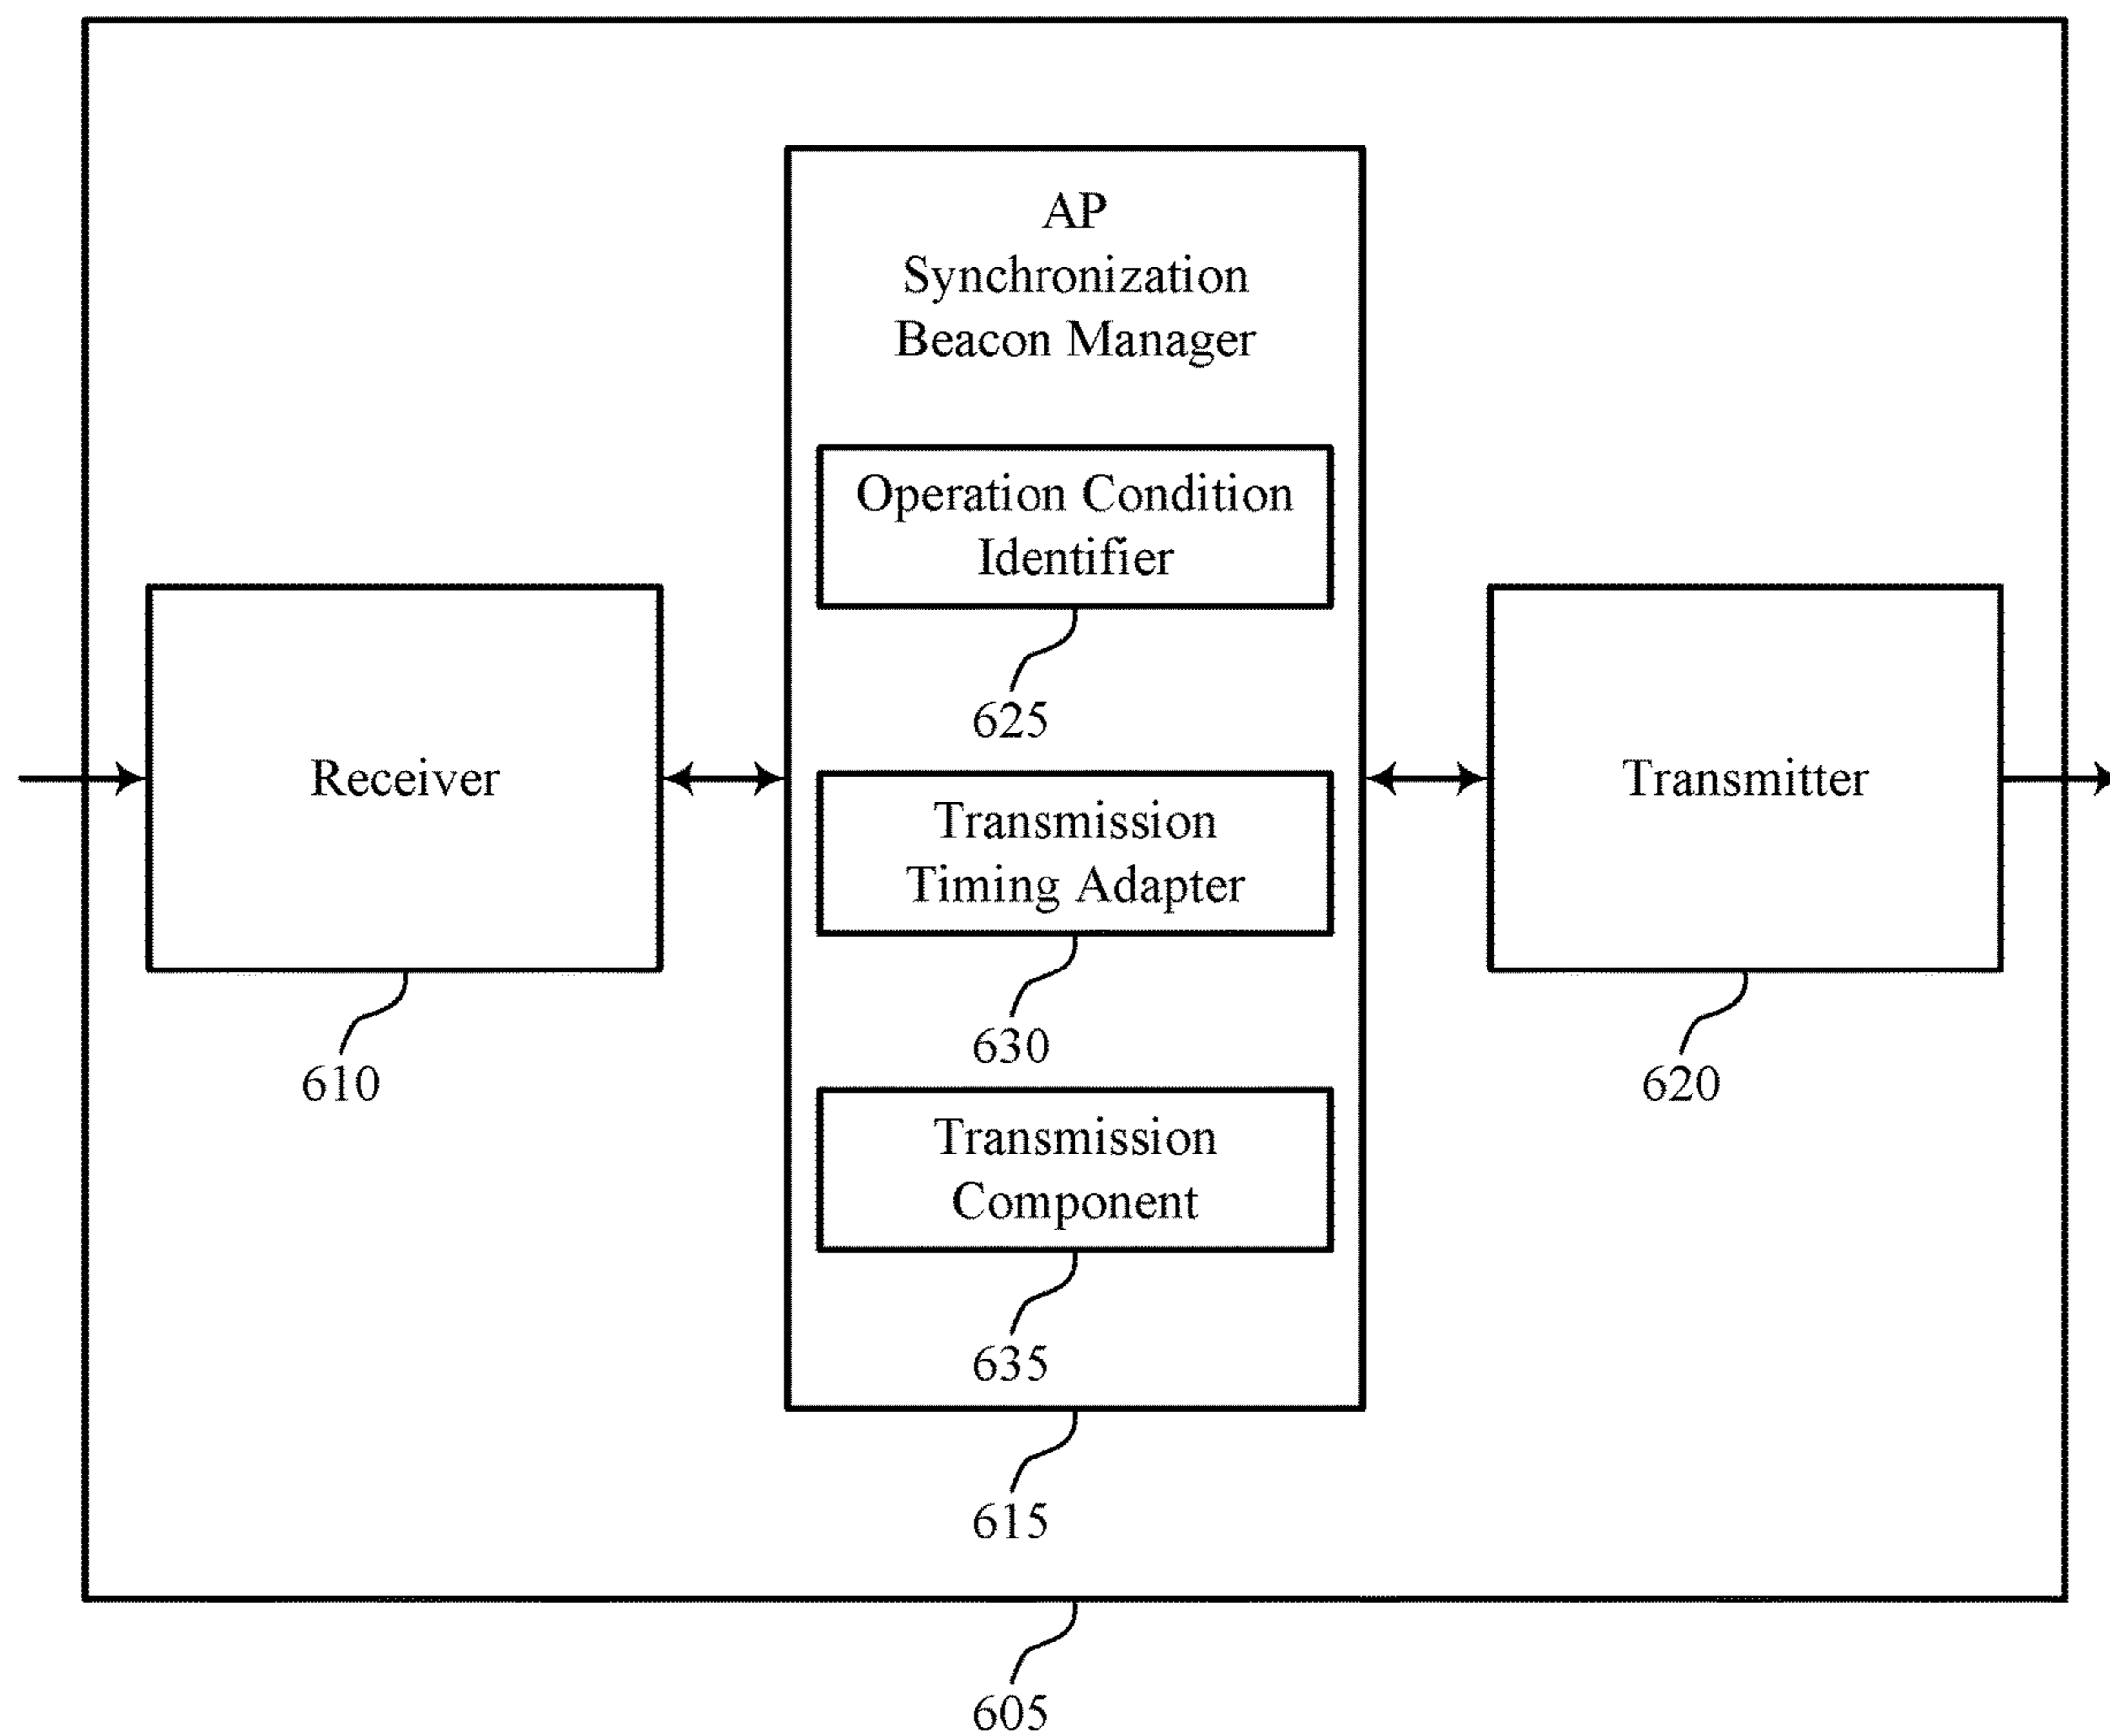 AP
Synchronization
Beacon Manager
Operation Condition
Identifier
625
Receiver
610
Transmission
Timing Adapter
630
Transmitter
620
Transmission
Component
635
615
605